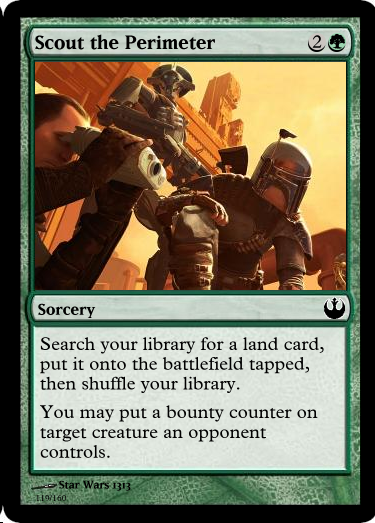 Scout the Perimeter 2
Sorcery
Search your library for a land card,
put it onto the battlefield tapped,
then shuffle your library.
You may put a bounty counter on
target creature an opponent
controls.
Star Wars 1313
119/160